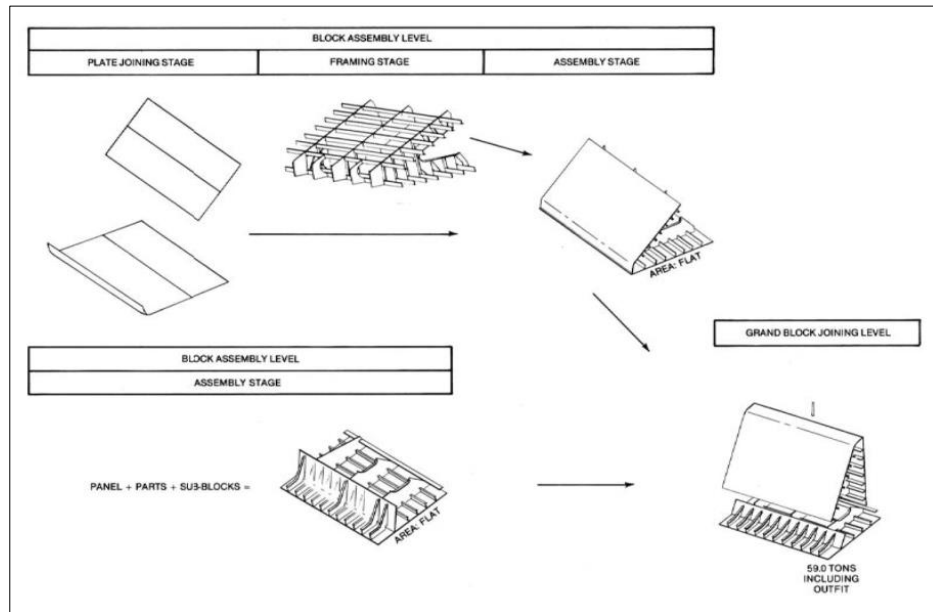 BLOCK ASSEMBLY LEVEL
PLATE JOINING STAGE
FRAMING STAGE
ASSEMBLY STAGE
AREA: FLAT
GRAND BLOCK JOINING LEVEL
BLOCK ASSEMBLY LEVEL
ASSEMBLY STAGE
PANEL + PARTS + SUB-BLOCKS =
AREA: FLAT
59.0 TONS
INCLUDING
OUTFIT